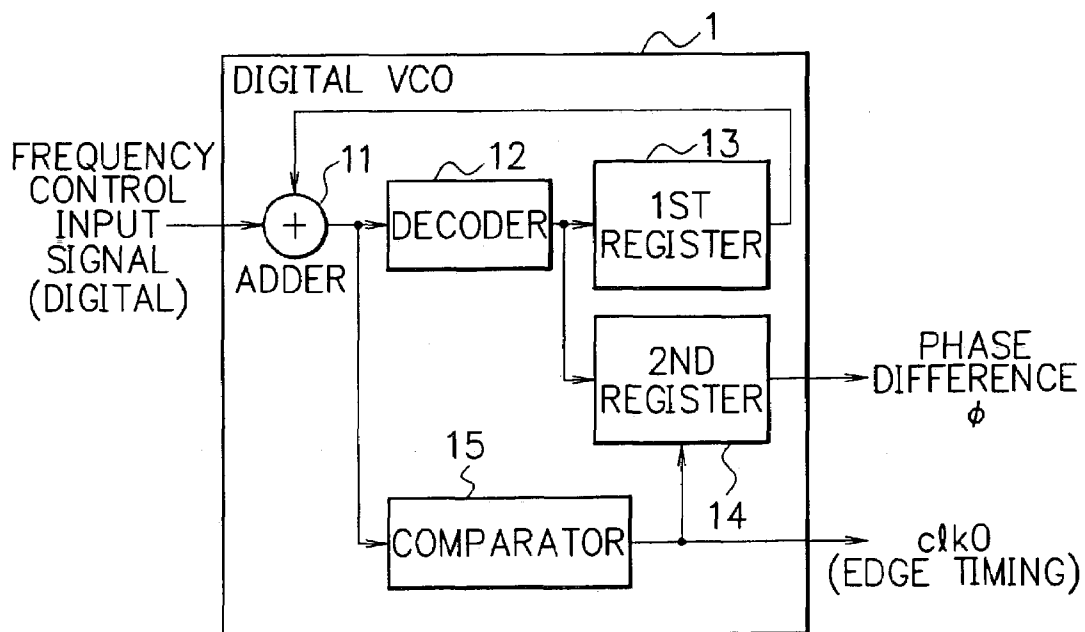 1
DIGITAL VCO
FREQUENCY
CONTROL
INPUT
SIGNAL
(DIGITAL)
11
+
ADDER
12
DECODER
13
1ST
REGISTER
2ND
REGISTER
14
PHASE
DIFFERENCE
ϕ
15
COMPARATOR
clk0
(EDGE TIMING)